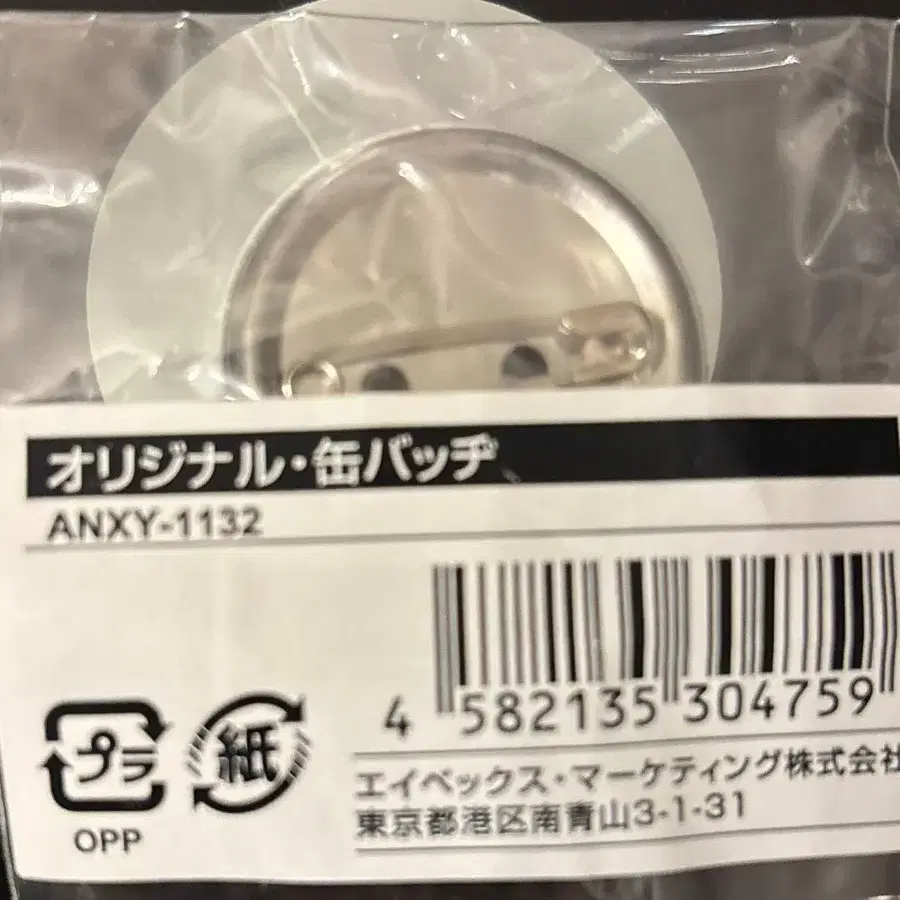 オリジナル・缶バッヂ
ANXY-1132
4 582135 304759
プラ
紙
OPP
エイベックス・マーケティング株式会社
東京都港区南青山3-1-31